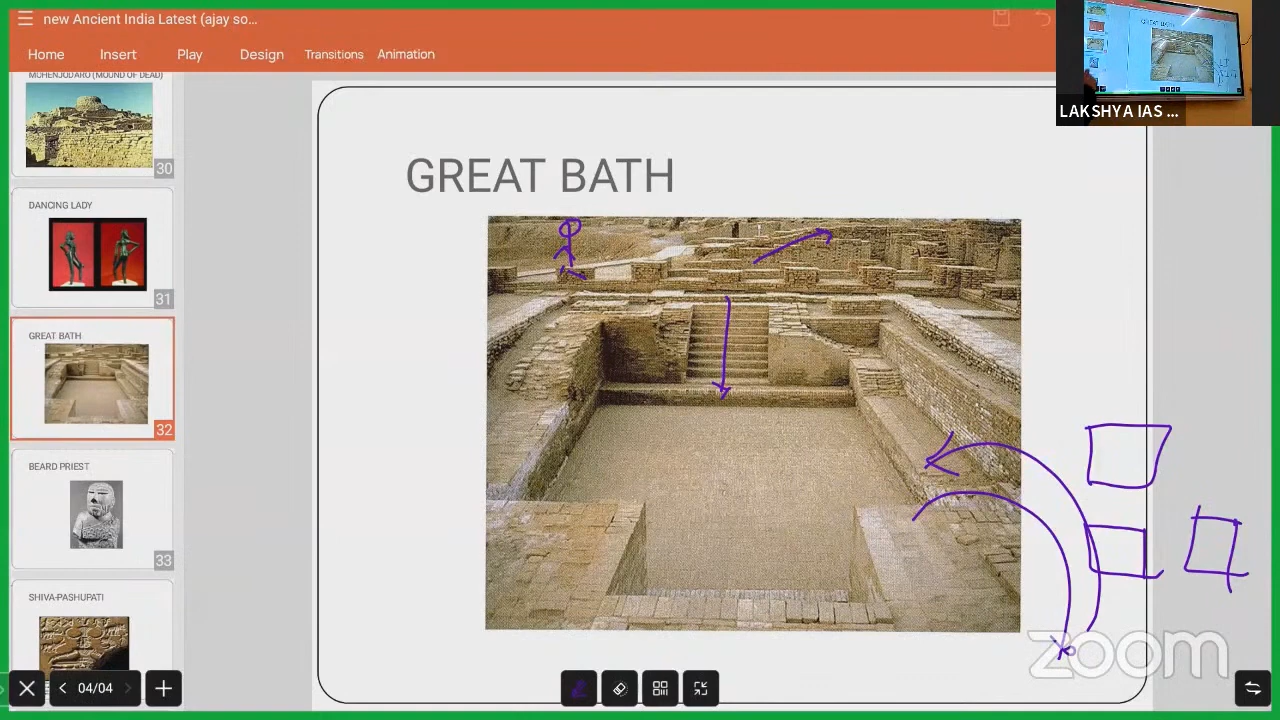 new Ancient India Latest (ajay so...
Home Insert Play Design Transitions Animation
LAKSHYA IAS ...
MOHENJODARO (MOUND OF DEAD)
30
DANCING LADY
31
GREAT BATH
32
BEARD PRIEST
33
SHIVA-PASHUPATI
GREAT BATH
04/04
zoom